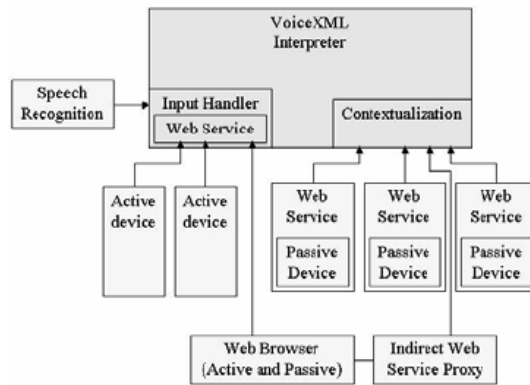 VoiceXML
Interpreter
Speech
Recognition
Input Handler
Web Service
Contextualization
Active
device
Active
device
Web
Service
Passive
Device
Web
Service
Passive
Device
Web
Service
Passive
Device
Web Browser
(Active and Passive)
Indirect Web
Service Proxy